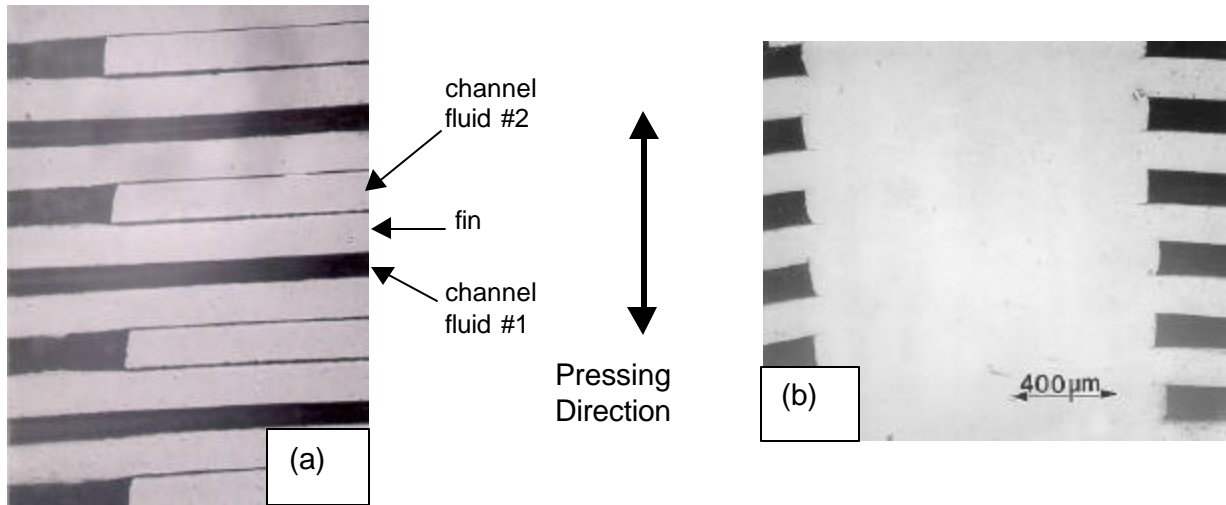 channel
fluid #2
fin
channel
fluid #1
(a)
Pressing
Direction
400µm
(b)